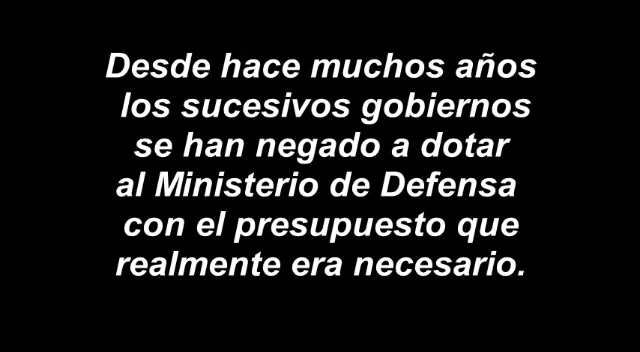 Desde hace muchos años
los sucesivos gobiernos
se han negado a dotar
al Ministerio de Defensa
con el presupuesto que
realmente era necesario.